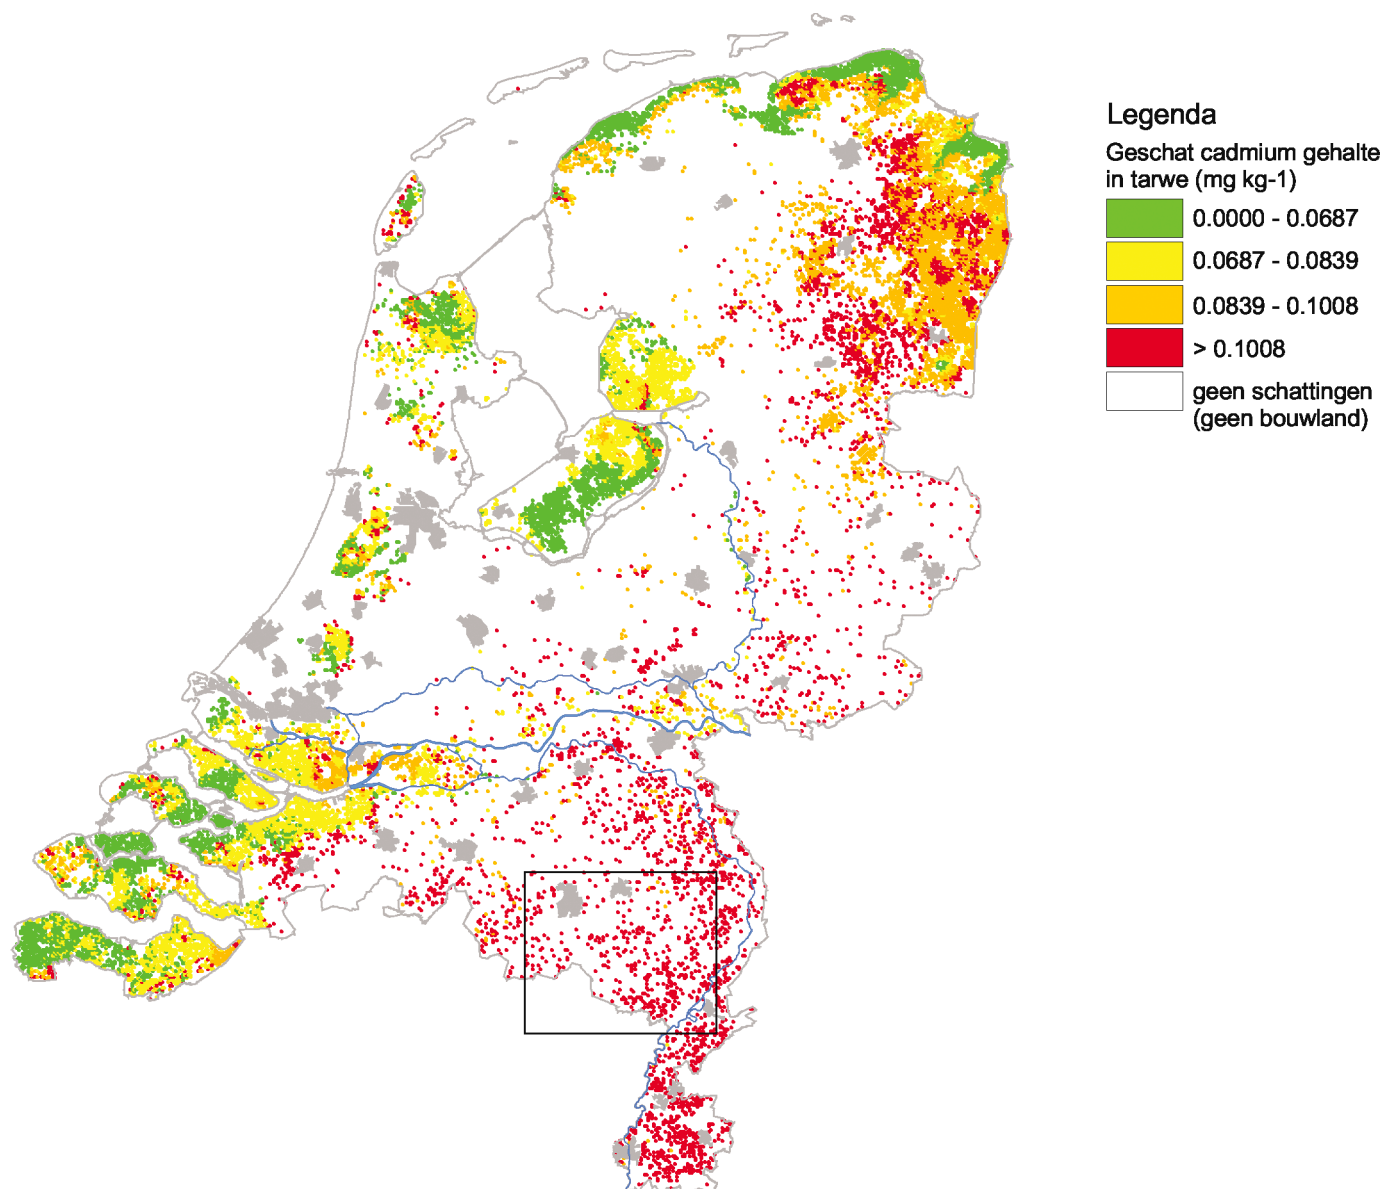 Legenda
Geschat cadmium gehalte
in tarwe (mg kg-1)
0.0000 - 0.0687
0.0687 - 0.0839
0.0839 - 0.1008
> 0.1008
geen schattingen
(geen bouwland)